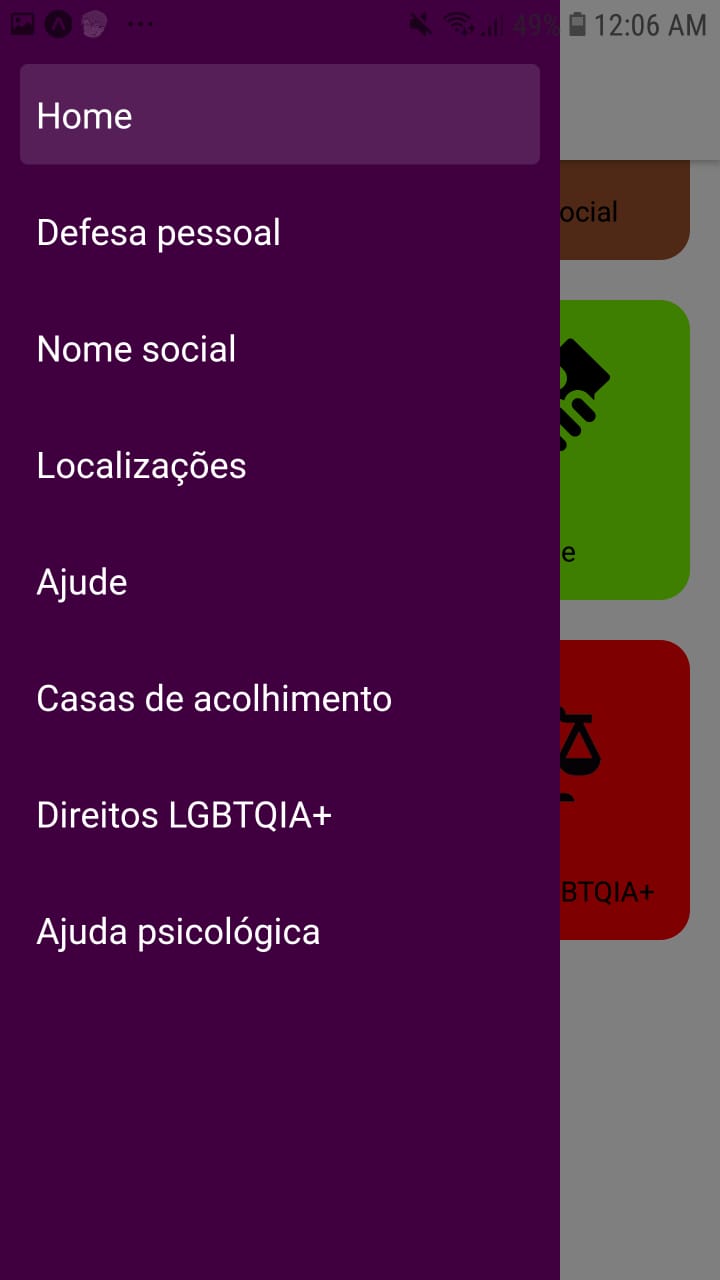 49% 12:06 AM
Home
Defesa pessoal
ocial
Nome social
Localizações
Ajude
e
Casas de acolhimento
Direitos LGBTQIA+
BTQIA+
Ajuda psicológica